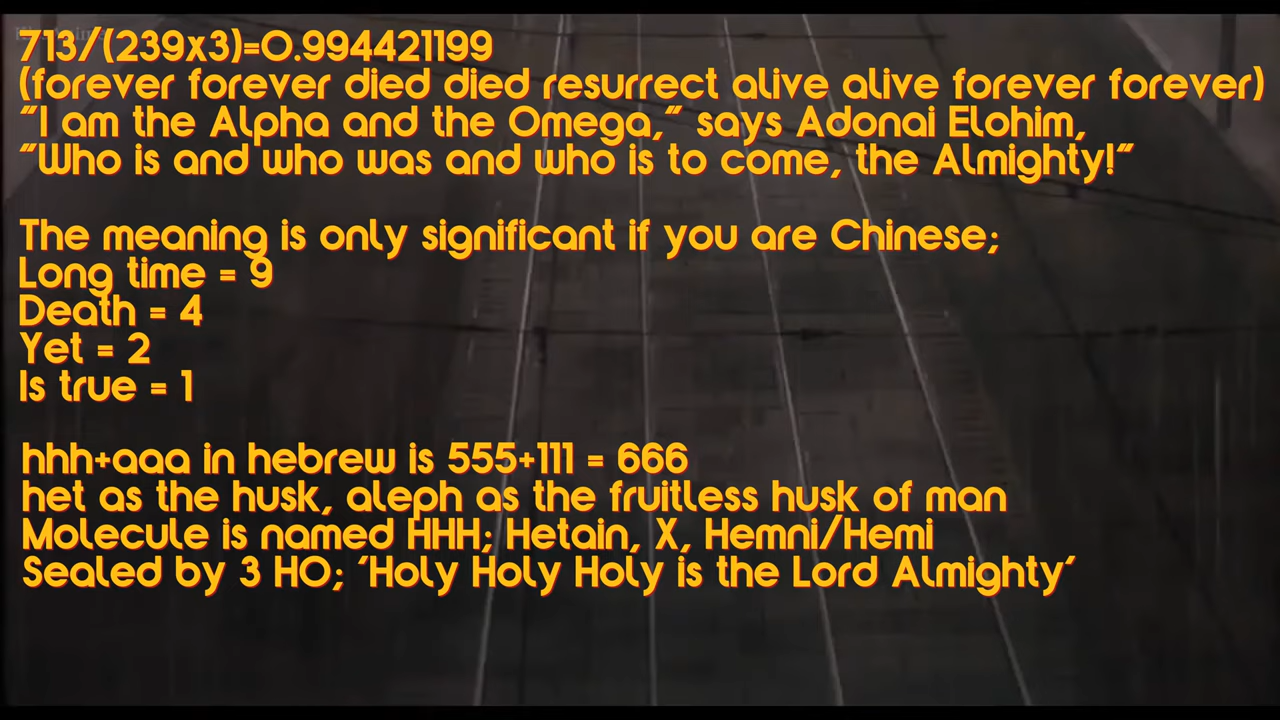 713/(239x3)=0.994421199
(forever forever died died resurrect alive alive forever forever)
"I am the Alpha and the Omega," says Adonai Elohim,
"Who is and who was and who is to come, the Almighty!"
The meaning is only significant if you are Chinese;
Long time = 9
Death = 4
Yet = 2
Is true = 1
hhh+aaa in hebrew is 555+111 = 666
het as the husk, aleph as the fruitless husk of man
Molecule is named HHH; Hetain, X, Hemni/Hemi
Sealed by 3 HO; 'Holy Holy Holy is the Lord Almighty'